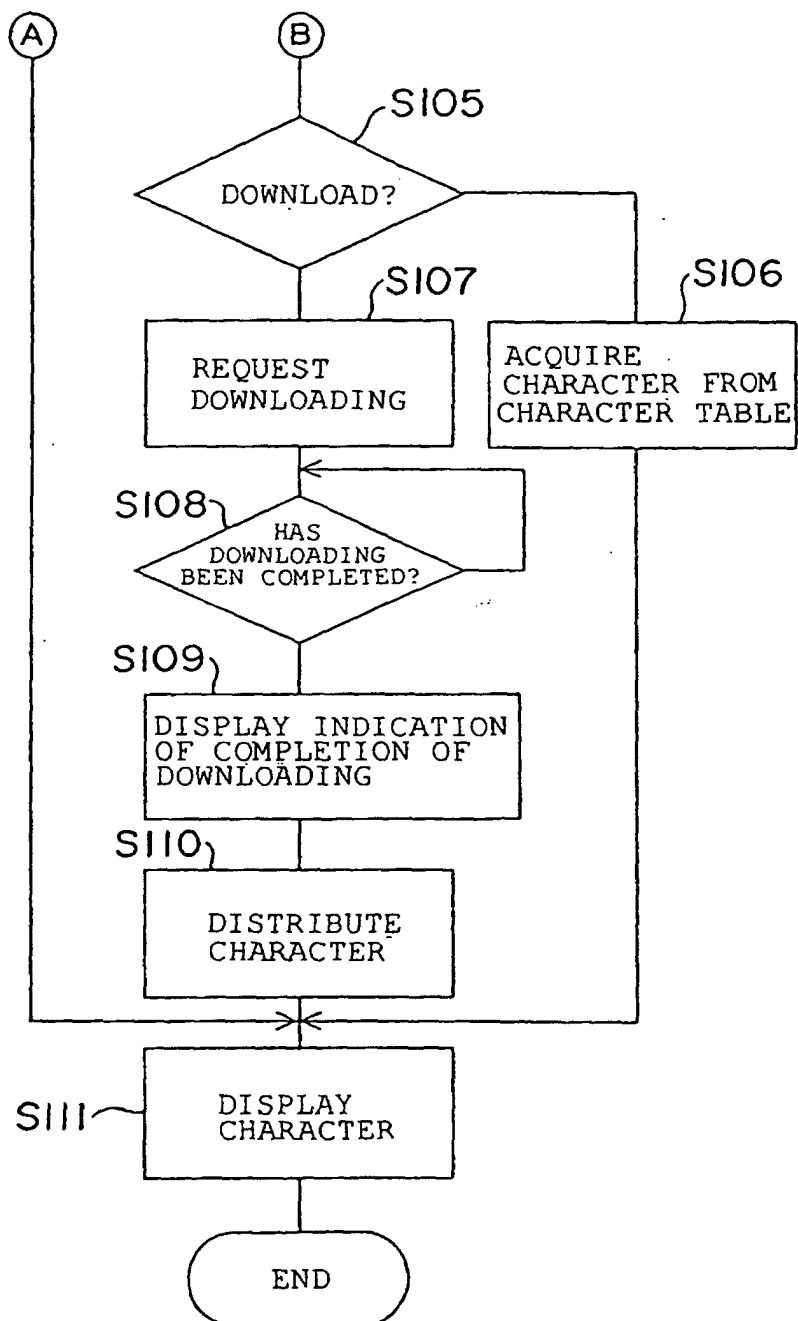 A
B
S105
DOWNLOAD?
S107
REQUEST
DOWNLOADING
S106
ACQUIRE
CHARACTER FROM
CHARACTER TABLE
S108
HAS
DOWNLOADING
BEEN COMPLETED?
S109
DISPLAY INDICATION
OF COMPLETION OF
DOWNLOADING
S110
DISTRIBUTE
CHARACTER
S111
DISPLAY
CHARACTER
END